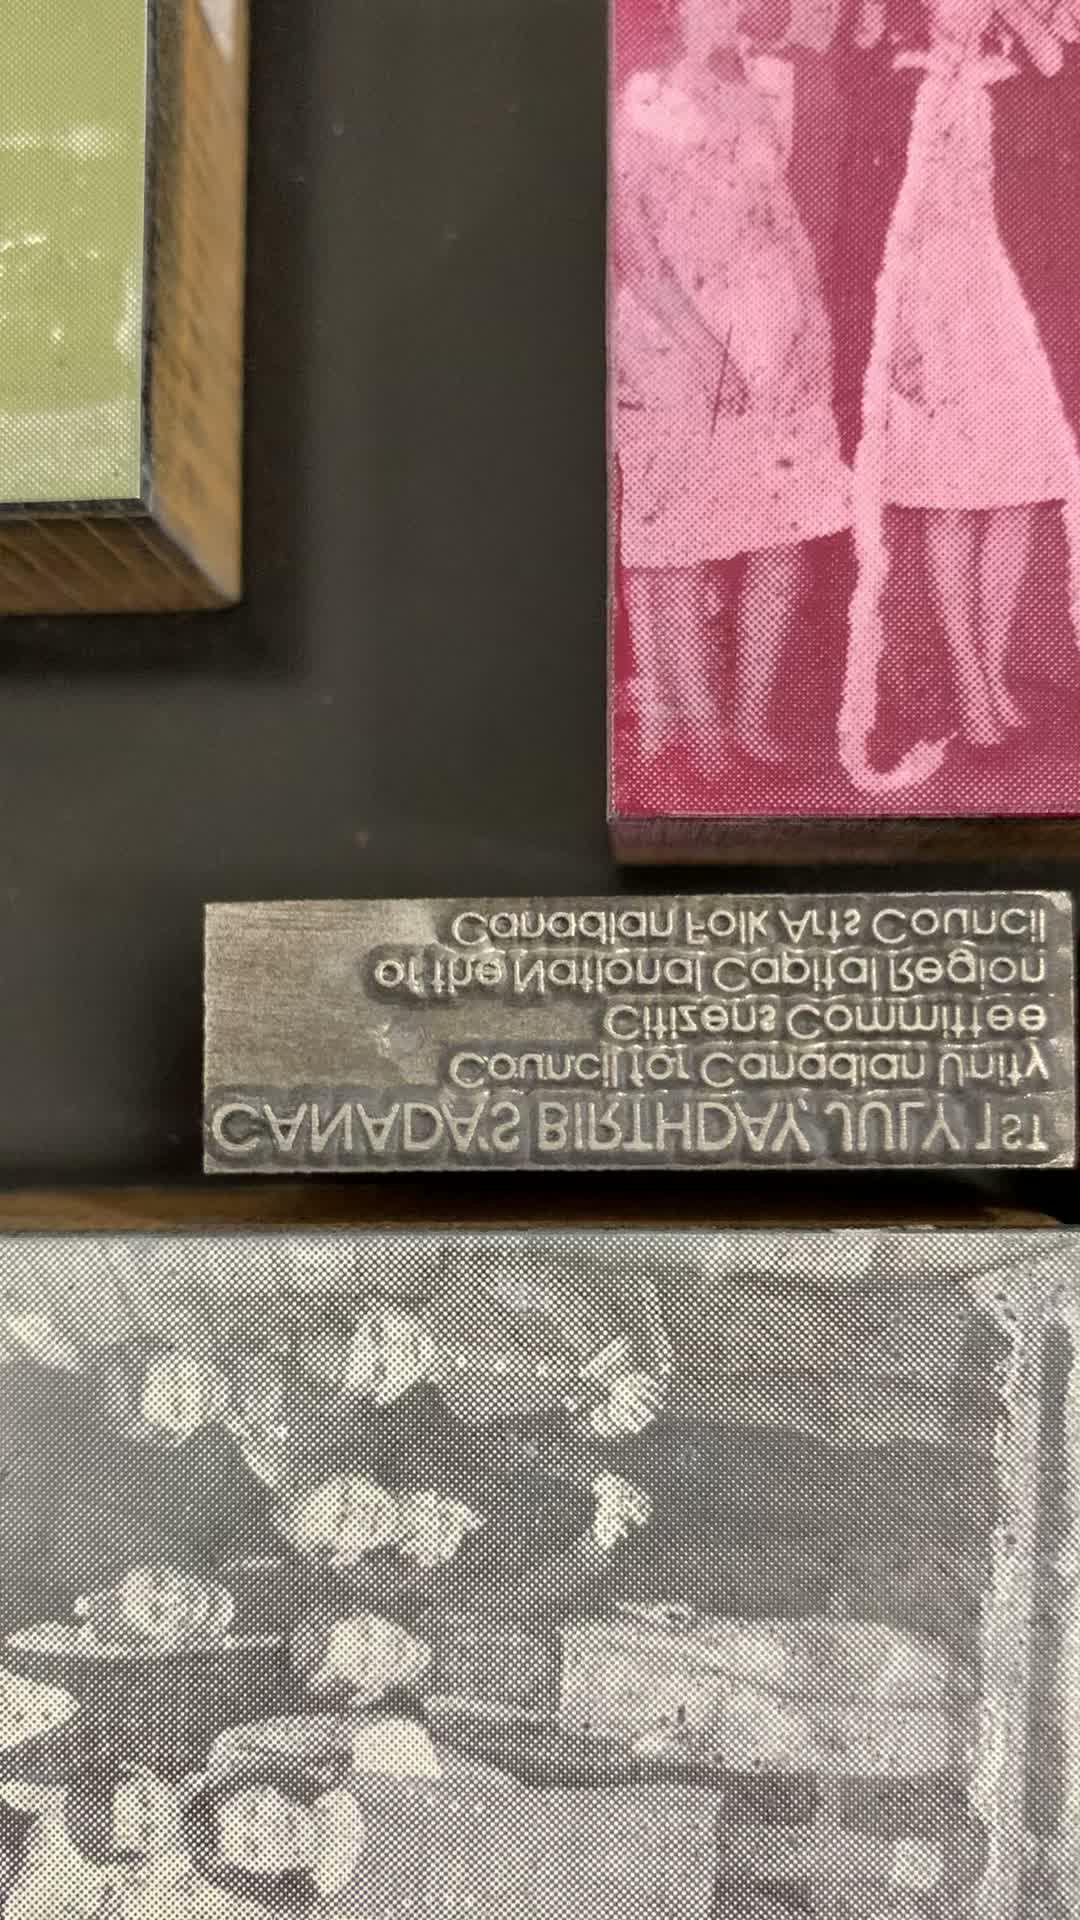 CANADA'S BIRTHDAY, JULY 1ST
Council for Canadian Unity
Citizens Committee
of the National Capital Region
Canadian Folk Arts Council